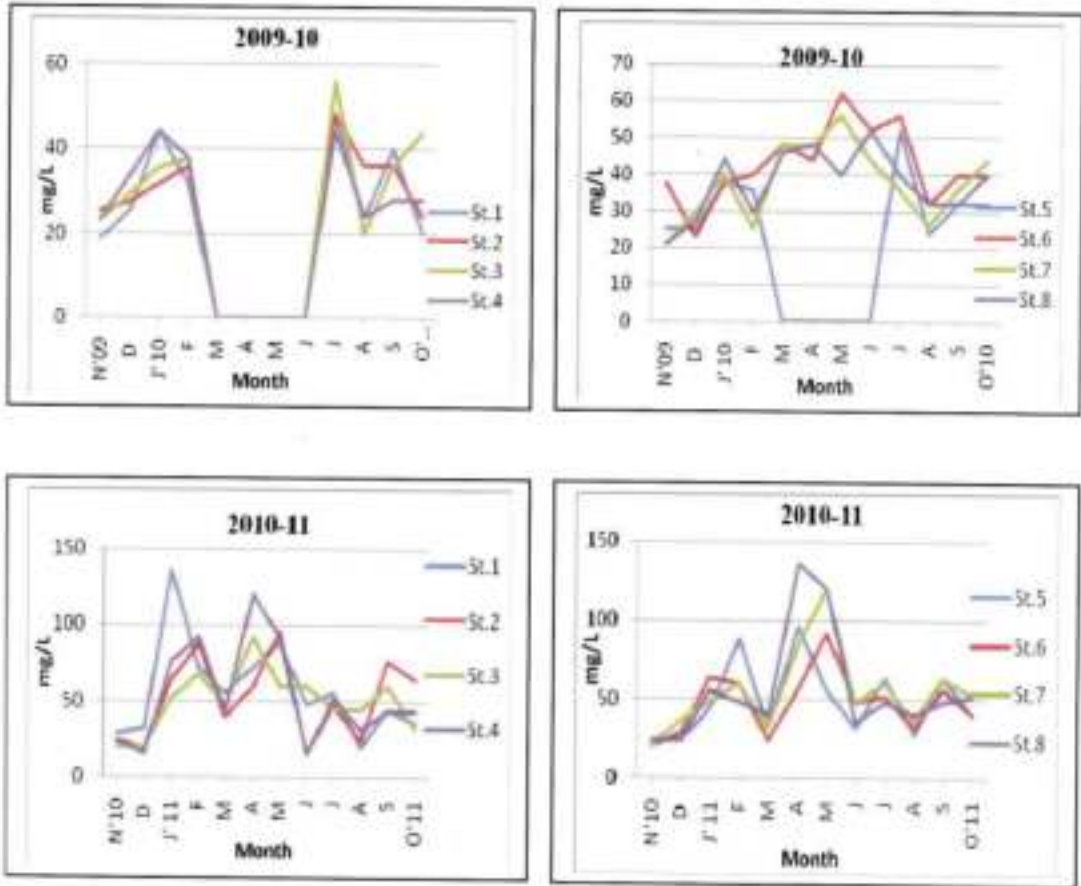 2009-10
60
40
20
0
mg/L
N'09
D
J'10
F
M
A
M
J
J
A
S
O'...
Month
St.1
St.2
St.3
St.4
2009-10
70
60
50
40
30
20
10
0
mg/L
N'09
D
J'10
F
M
A
M
J
J
A
S
O'10
Month
St.5
St.6
St.7
St.8
2010-11
150
100
50
0
mg/L
N'10
D
J'11
F
M
A
M
J
J
A
S
O'11
Month
St.1
St.2
St.3
St.4
2010-11
150
100
50
0
mg/L
N'10
D
J'11
F
M
A
M
J
J
A
S
O'11
Month
St.5
St.6
St.7
St.8